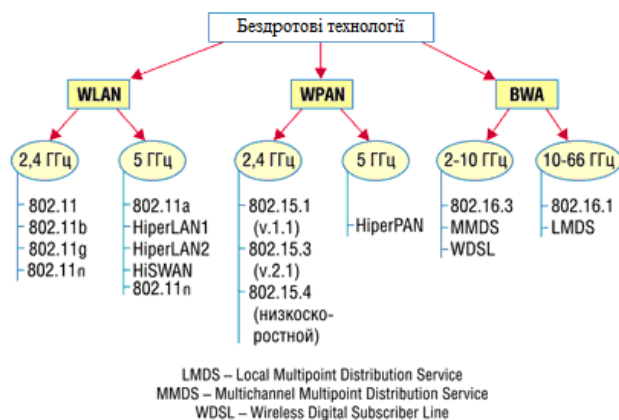 Бездротові технології
WLAN
WPAN
BWA
2,4 ГГц
5 ГГц
2,4 ГГц
5 ГГц
2-10 ГГц
10-66 ГГц
802.11
802.11b
802.11g
802.11n
802.11a
HiperLAN1
HiperLAN2
HiSWAN
802.11n
802.15.1
(v.1.1)
802.15.3
(v.2.1)
802.15.4
(низкоско-
ростной)
HiperPAN
802.16.3
MMDS
WDSL
802.16.1
LMDS
LMDS – Local Multipoint Distribution Service
MMDS – Multichannel Multipoint Distribution Service
WDSL – Wireless Digital Subscriber Line